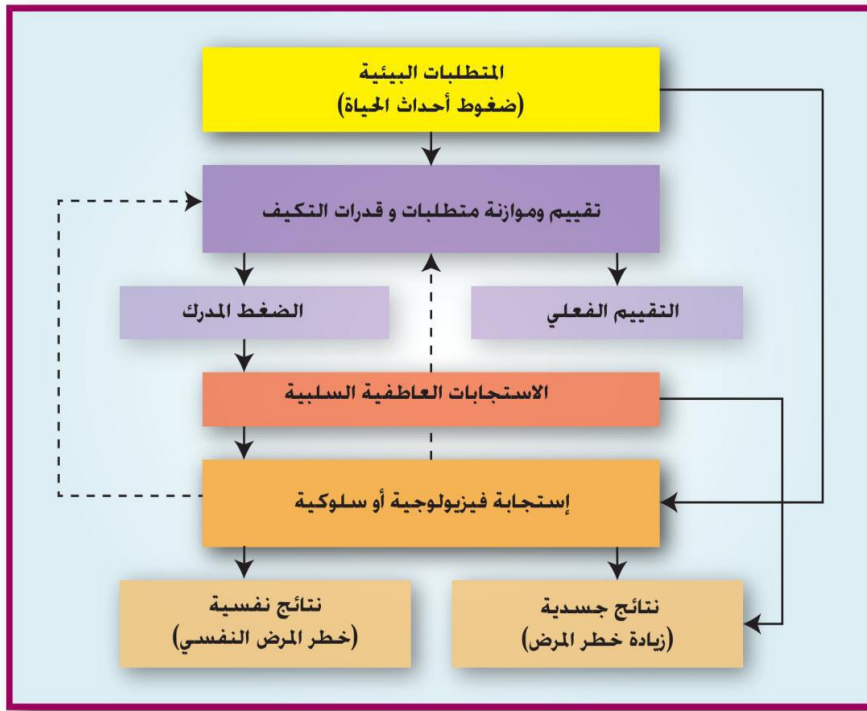 المتطلبات البيئية
(ضغوط أحداث الحياة)
تقييم وموازنة متطلبات و قدرات التكيف
التقييم الفعلي
الضغط المدرك
الاستجابات العاطفية السلبية
إستجابة فيزيولوجية أو سلوكية
نتائج جسدية
(زيادة خطر المرض)
نتائج نفسية
(خطر المرض النفسي)